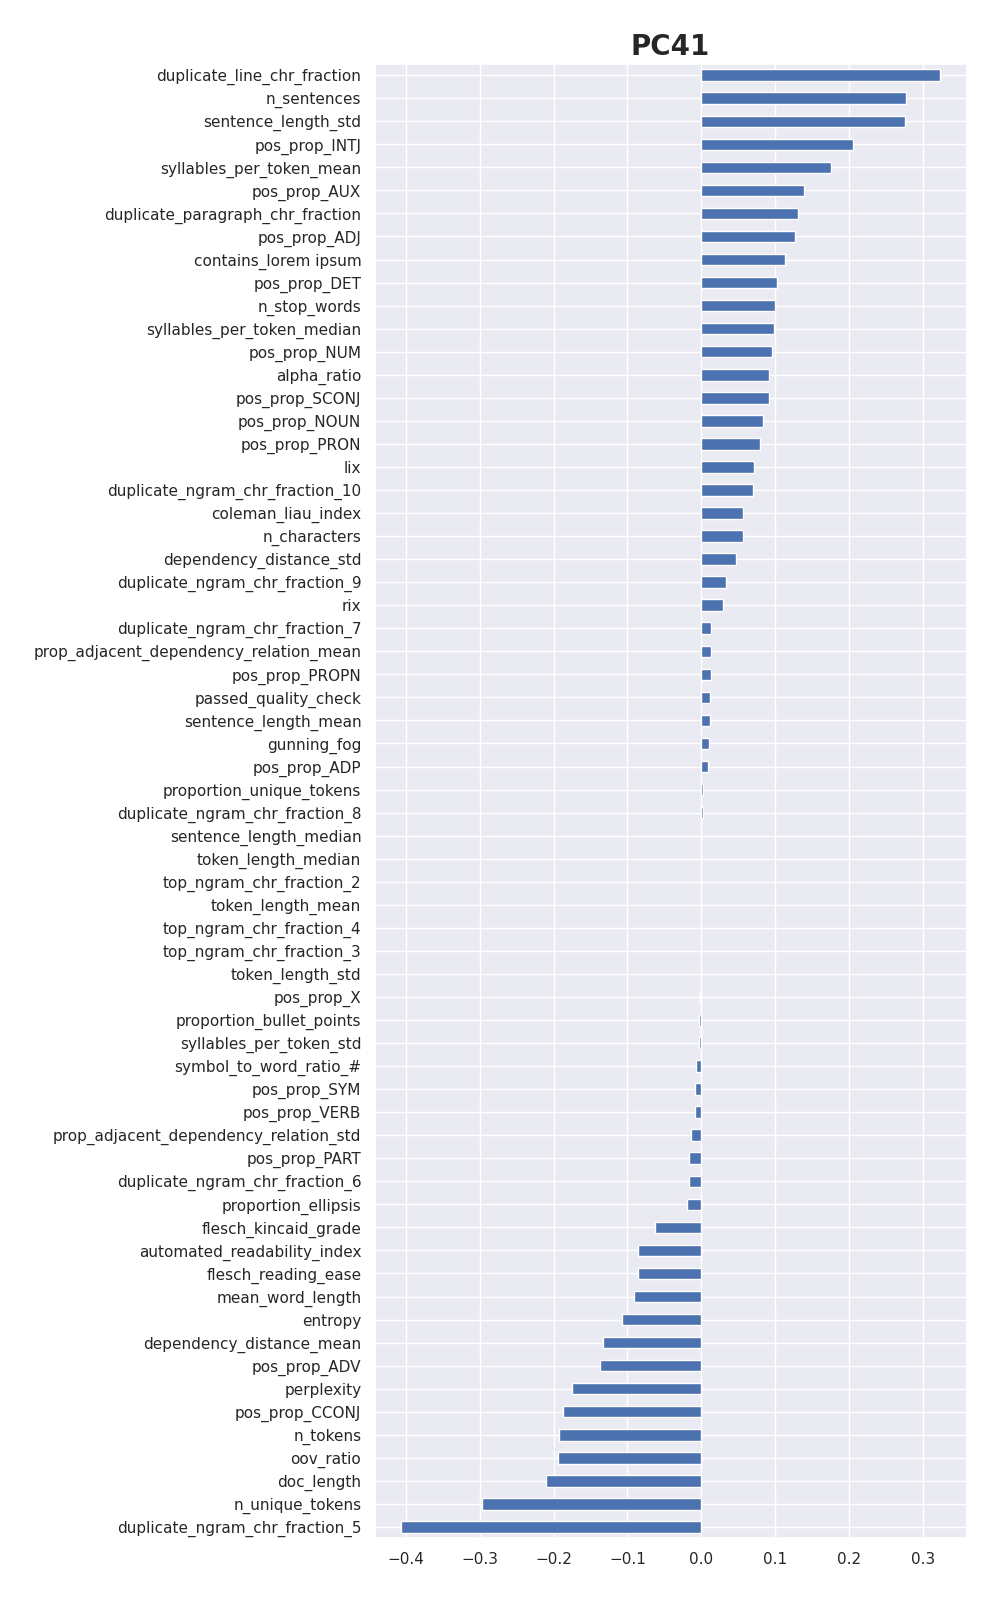 PC41
duplicate_line_chr_fraction
n_sentences
sentence_length_std
pos_prop_INTJ
syllables_per_token_mean
pos_prop_AUX
duplicate_paragraph_chr_fraction
pos_prop_ADJ
contains_lorem ipsum
pos_prop_DET
n_stop_words
syllables_per_token_median
pos_prop_NUM
alpha_ratio
pos_prop_SCONJ
pos_prop_NOUN
pos_prop_PRON
lix
duplicate_ngram_chr_fraction_10
coleman_liau_index
n_characters
dependency_distance_std
duplicate_ngram_chr_fraction_9
rix
duplicate_ngram_chr_fraction_7
prop_adjacent_dependency_relation_mean
pos_prop_PROPN
passed_quality_check
sentence_length_mean
gunning_fog
pos_prop_ADP
proportion_unique_tokens
duplicate_ngram_chr_fraction_8
sentence_length_median
token_length_median
top_ngram_chr_fraction_2
token_length_mean
top_ngram_chr_fraction_4
top_ngram_chr_fraction_3
token_length_std
pos_prop_X
proportion_bullet_points
syllables_per_token_std
symbol_to_word_ratio_#
pos_prop_SYM
pos_prop_VERB
prop_adjacent_dependency_relation_std
pos_prop_PART
duplicate_ngram_chr_fraction_6
proportion_ellipsis
flesch_kincaid_grade
automated_readability_index
flesch_reading_ease
mean_word_length
entropy
dependency_distance_mean
pos_prop_ADV
perplexity
pos_prop_CCONJ
n_tokens
oov_ratio
doc_length
n_unique_tokens
duplicate_ngram_chr_fraction_5
−0.4 −0.3 −0.2 −0.1 0.0 0.1 0.2 0.3